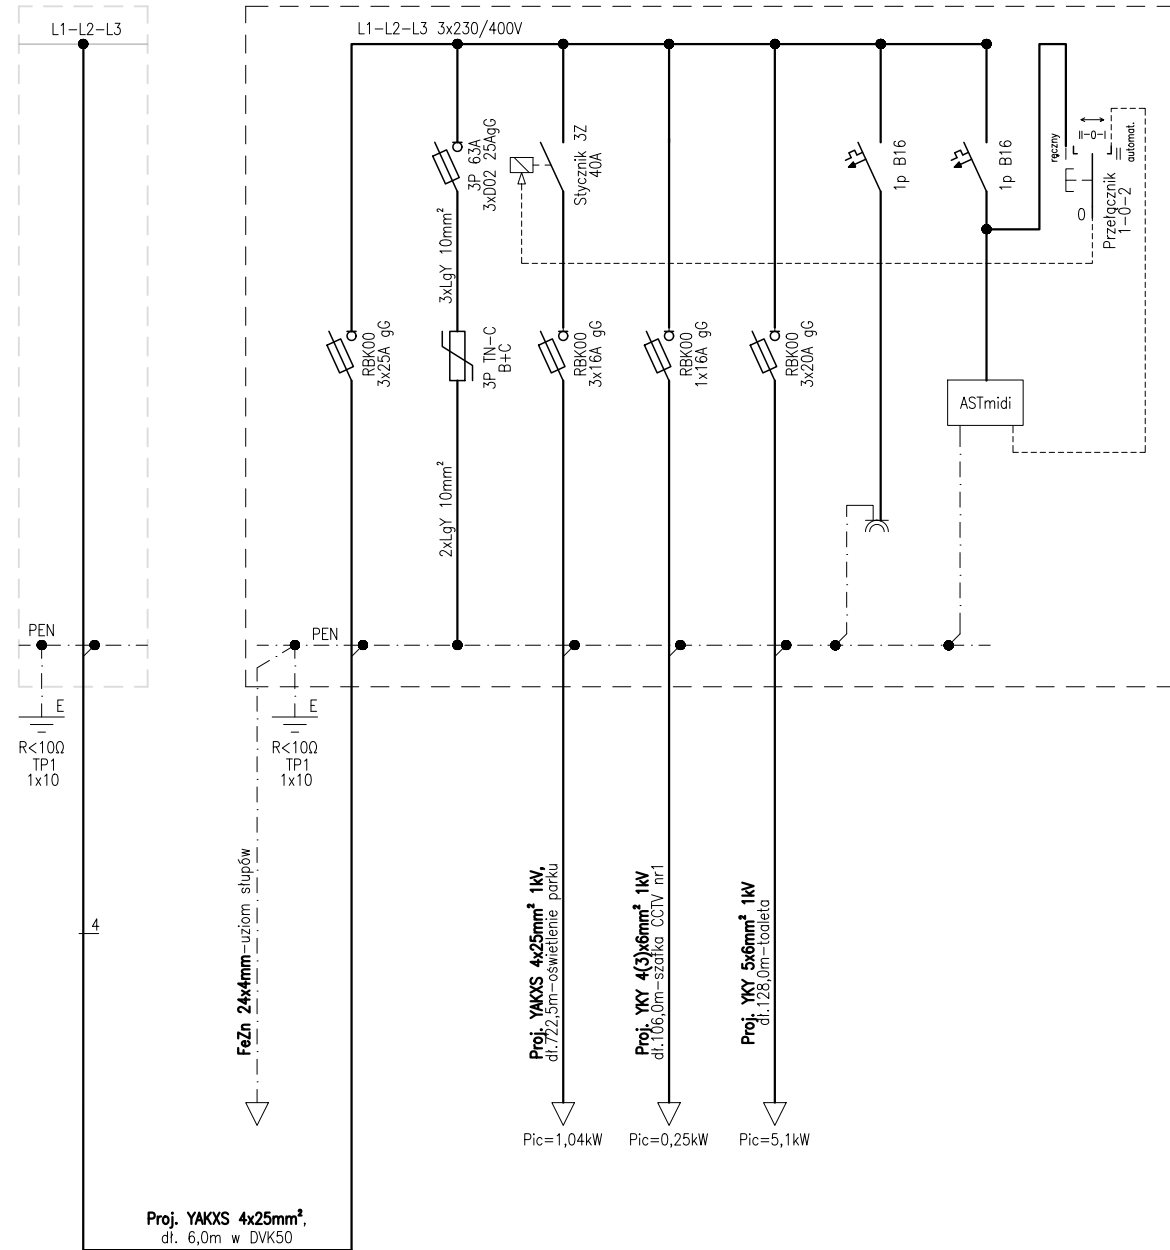 L1-L2-L3
L1-L2-L3 3x230/400V
3P 63A
3xD02 25AgG
Stycznik 3Z
40A
1p B16
1p B16
ręczny
II-0-I
II
automat.
0
Przełącznik
1-0-2
3xLgY 10mm²
RBK00
3x25A gG
3P TN-C
B+C
RBK00
3x16A gG
RBK00
1x16A gG
RBK00
3x20A gG
ASTmidi
2xLgY 10mm²
PEN
PEN
E
R<10Ω
TP1
1x10
E
R<10Ω
TP1
1x10
4
FeZn 24x4mm-uziom słupów
Proj. YAKXS 4x25mm² 1kV,
dł.722,5m-oświetlenie parku
Proj. YKY 4(3)x6mm² 1kV
dł.106,0m-szafka CCTV nr1
Proj. YKY 5x6mm² 1kV
dł.128,0m-toaleta
Pic=1,04kW
Pic=0,25kW
Pic=5,1kW
Proj. YAKXS 4x25mm²,
dł. 6,0m w DVK50